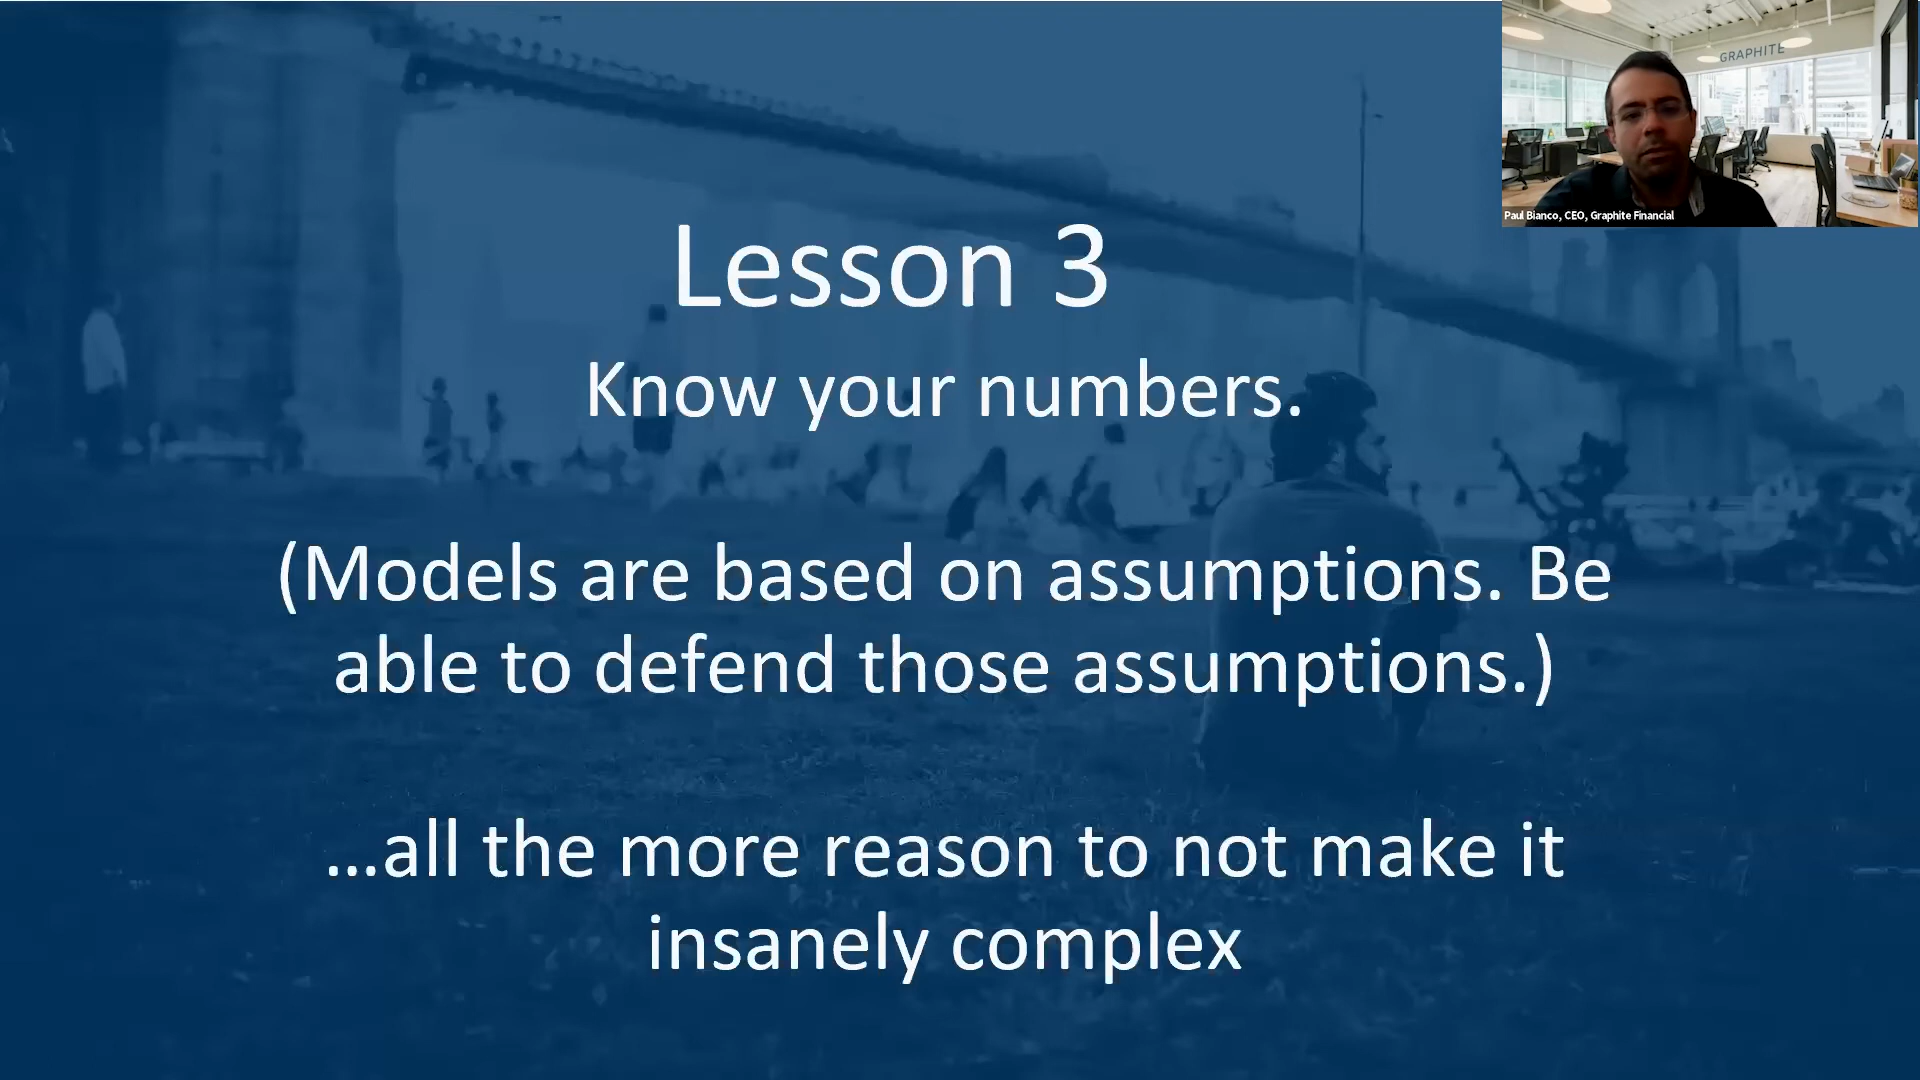 GRAPHITE
Paul Bianco, CEO, Graphite Financial
Lesson 3
Know your numbers.
(Models are based on assumptions. Be
able to defend those assumptions.)
...all the more reason to not make it
insanely complex